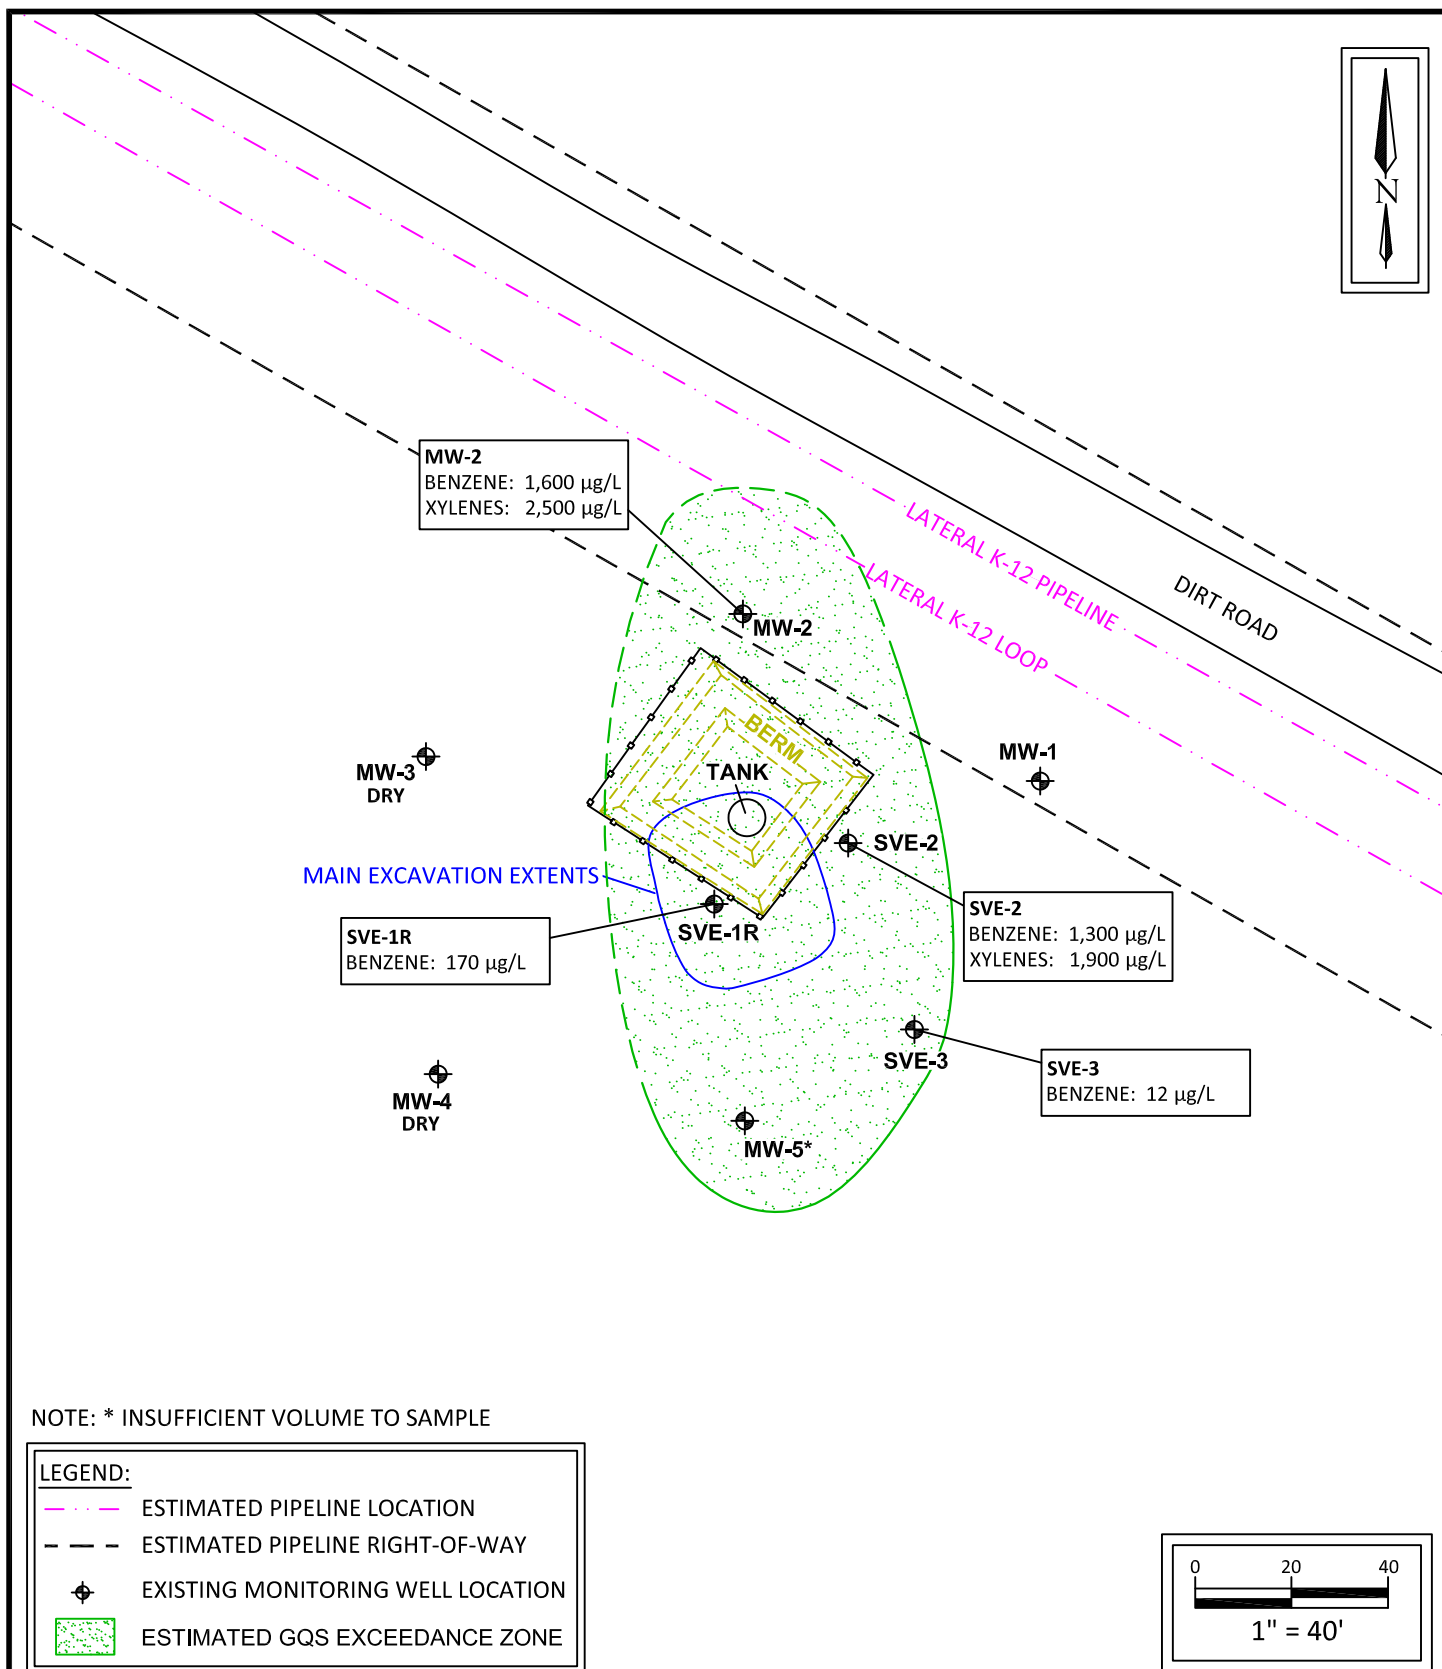 N
MW-2
BENZENE: 1,600 µg/L
XYLENES: 2,500 µg/L
LATERAL K-12 PIPELINE
LATERAL K-12 LOOP
DIRT ROAD
MW-2
BERM
TANK
MW-3
DRY
MW-1
SVE-2
MAIN EXCAVATION EXTENTS
SVE-1R
SVE-1R
BENZENE: 170 µg/L
SVE-2
BENZENE: 1,300 µg/L
XYLENES: 1,900 µg/L
SVE-3
SVE-3
BENZENE: 12 µg/L
MW-4
DRY
MW-5*
NOTE: * INSUFFICIENT VOLUME TO SAMPLE
LEGEND:
ESTIMATED PIPELINE LOCATION
ESTIMATED PIPELINE RIGHT-OF-WAY
EXISTING MONITORING WELL LOCATION
ESTIMATED GQS EXCEEDANCE ZONE
0 20 40
1" = 40'